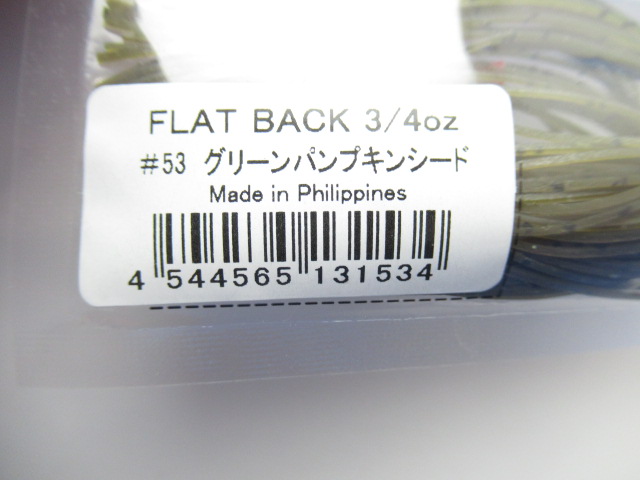 FLAT BACK 3/4oz
#53 グリーンパンプキンシード
Made in Philippines
4 544565 131534